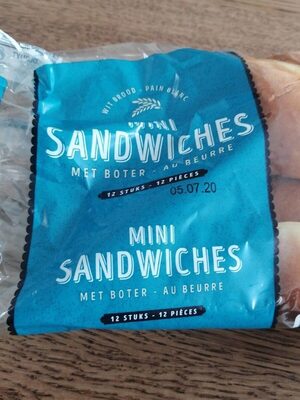 WIT BROOD - PAIN BLANC
MINI
SANDWICHES
MET BOTER - AU BEURRE
12 STUKS - 12 PIÈCES
05.07.20
MINI
SANDWICHES
MET BOTER - AU BEURRE
12 STUKS - 12 PIÈCES